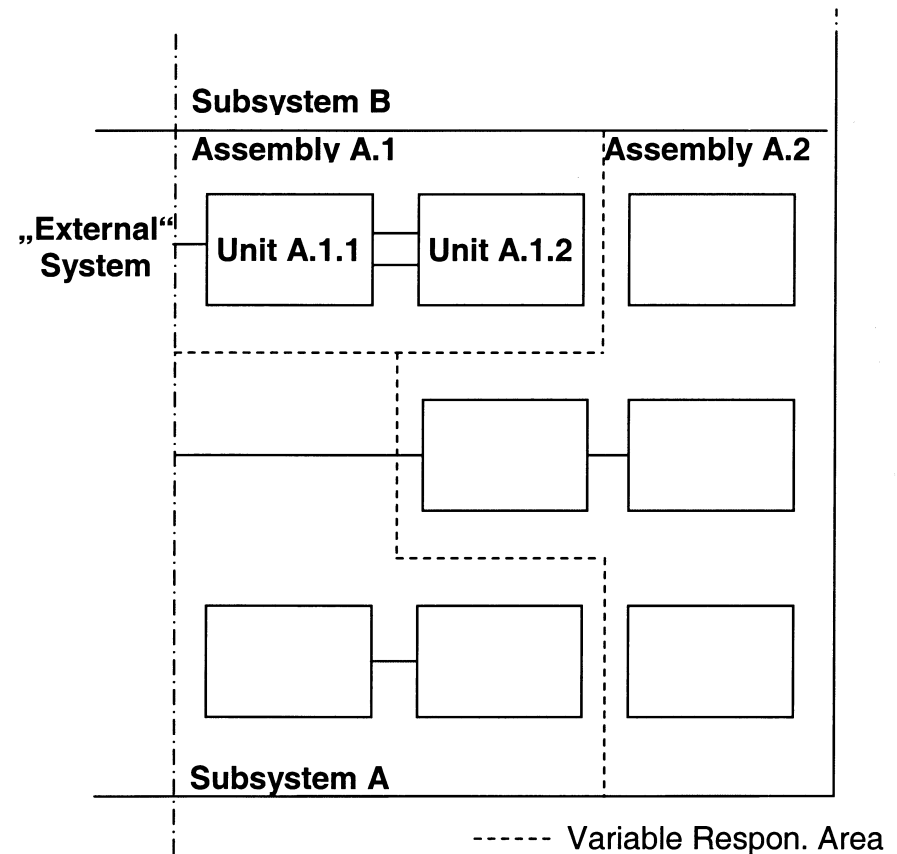 Subsystem B
Assembly A.1
Assembly A.2
„External“
System
Unit A.1.1
Unit A.1.2
Subsystem A
Variable Respon. Area